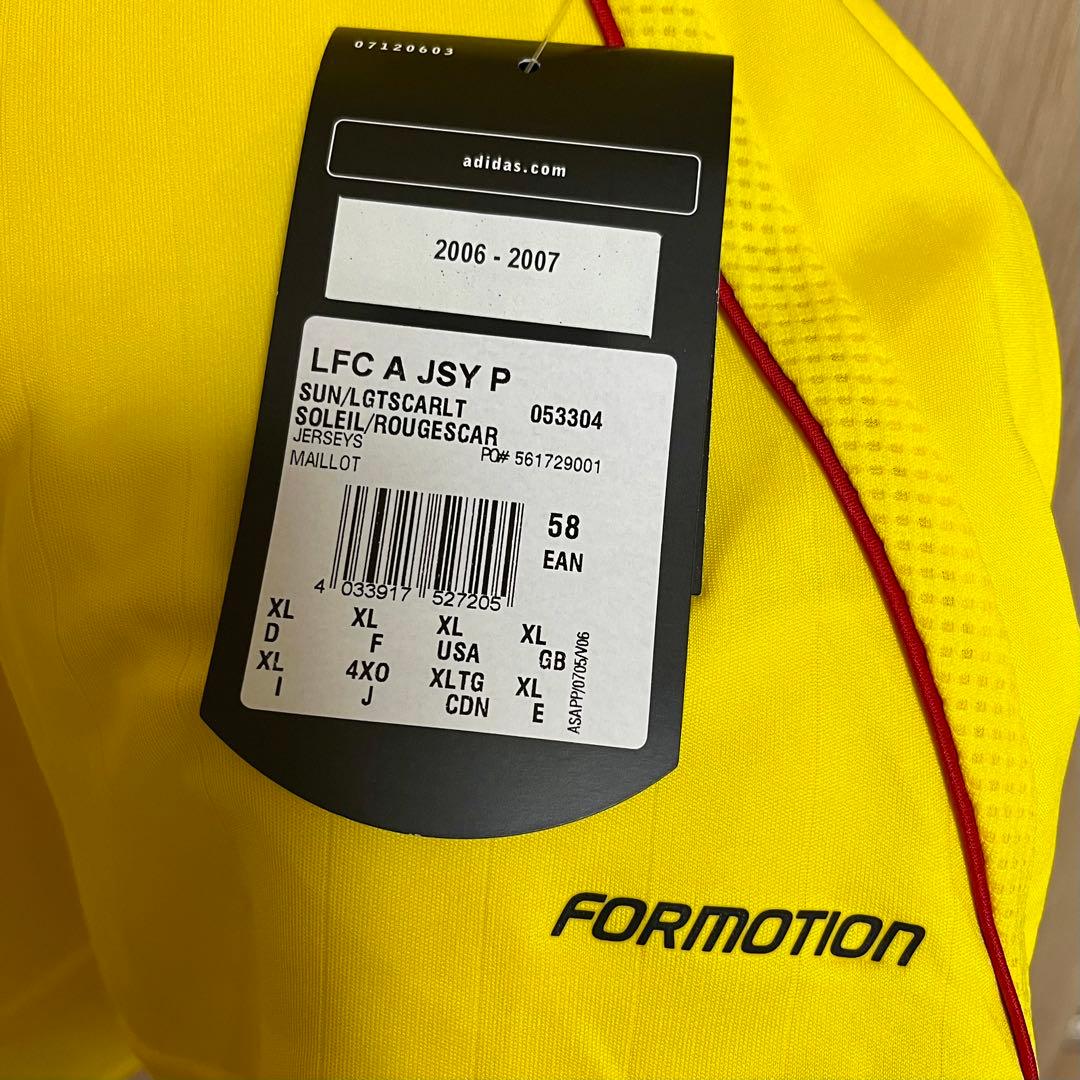 07120603
adidas.com
2006 - 2007
LFC A JSY P
SUN/LGTSCARLT 053304
SOLEIL/ROUGESCAR
JERSEYS PO# 561729001
MAILLOT
58
EAN
4 033917 527205
XL XL XL XL
D F USA GB
XL 4XO XLTG XL
I J CDN E
ASAPP/0705/V06
FORMOTION